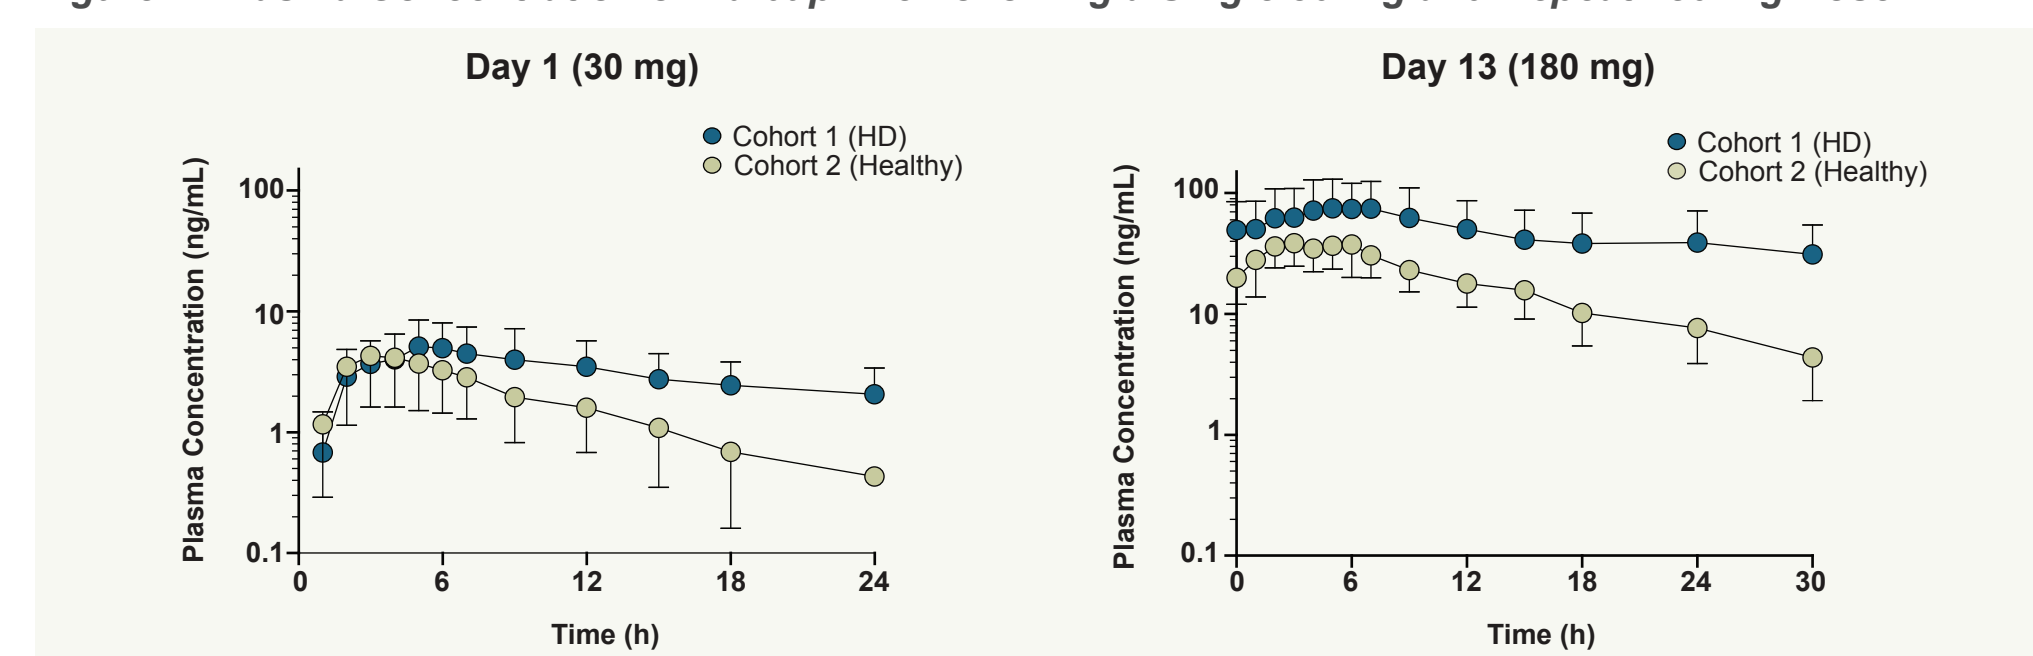 Day 1 (30 mg)
Cohort 1 (HD)
Cohort 2 (Healthy)
Plasma Concentration (ng/mL)
100
10
1
0.1
0 6 12 18 24
Time (h)
Day 13 (180 mg)
Cohort 1 (HD)
Cohort 2 (Healthy)
Plasma Concentration (ng/mL)
100
10
1
0.1
0 6 12 18 24 30
Time (h)